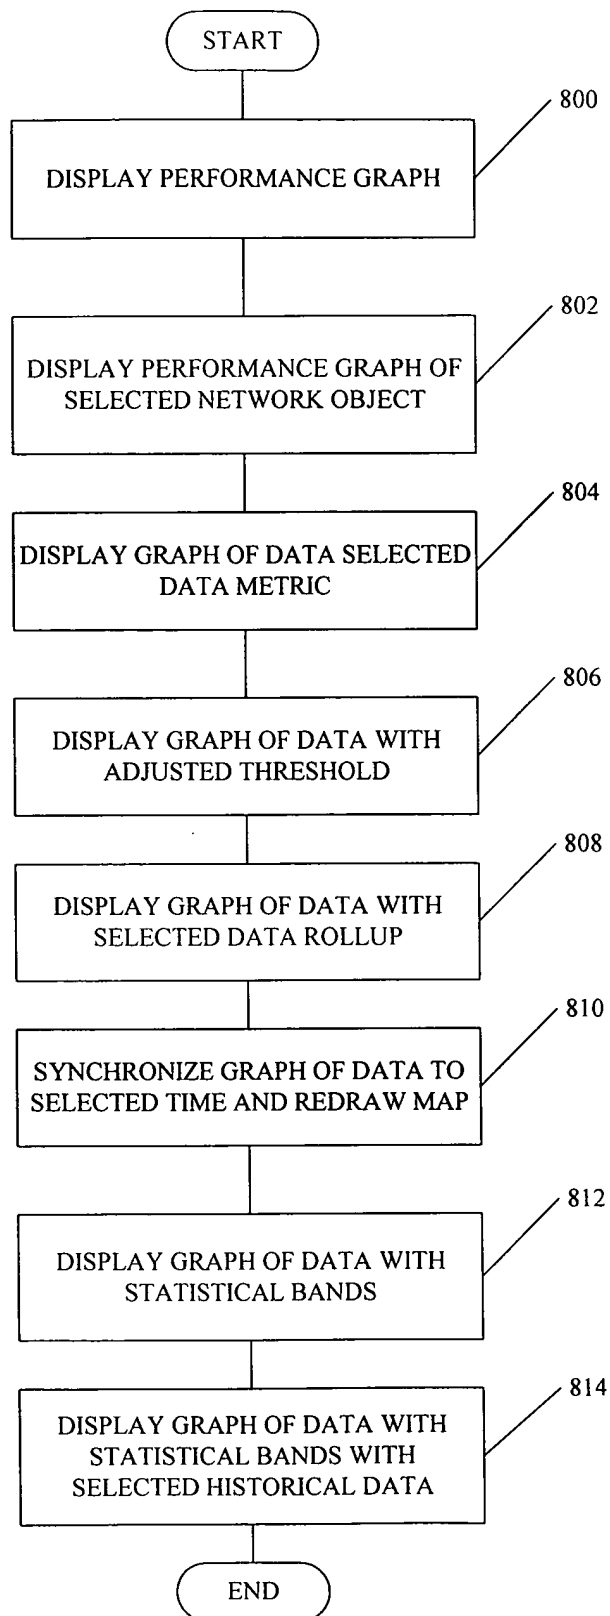 START
800
DISPLAY PERFORMANCE GRAPH
802
DISPLAY PERFORMANCE GRAPH OF
SELECTED NETWORK OBJECT
804
DISPLAY GRAPH OF DATA SELECTED
DATA METRIC
806
DISPLAY GRAPH OF DATA WITH
ADJUSTED THRESHOLD
808
DISPLAY GRAPH OF DATA WITH
SELECTED DATA ROLLUP
810
SYNCHRONIZE GRAPH OF DATA TO
SELECTED TIME AND REDRAW MAP
812
DISPLAY GRAPH OF DATA WITH
STATISTICAL BANDS
814
DISPLAY GRAPH OF DATA WITH
STATISTICAL BANDS WITH
SELECTED HISTORICAL DATA
END